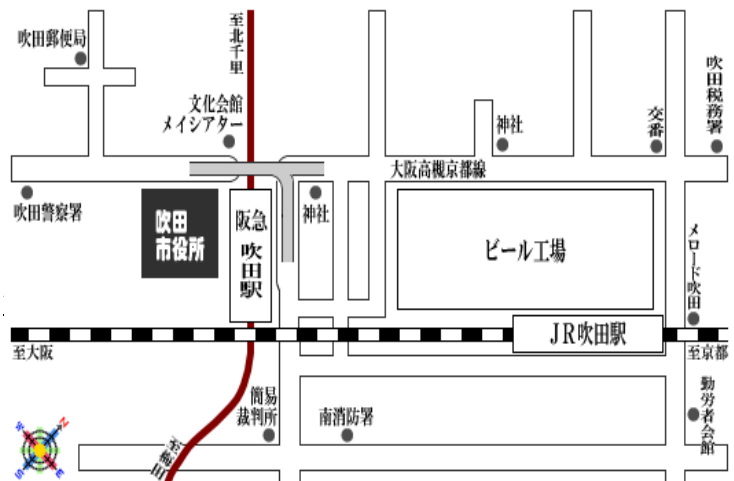 吹田郵便局
至北千里
文化会館
メイシアター
神社
交番
吹田税務署
大阪高槻京都線
吹田警察署
吹田
市役所
阪急
吹田駅
神社
ビール工場
メロード吹田
JR吹田駅
至大阪
至京都
簡易
裁判所
南消防署
勤労者会館
N
E
S